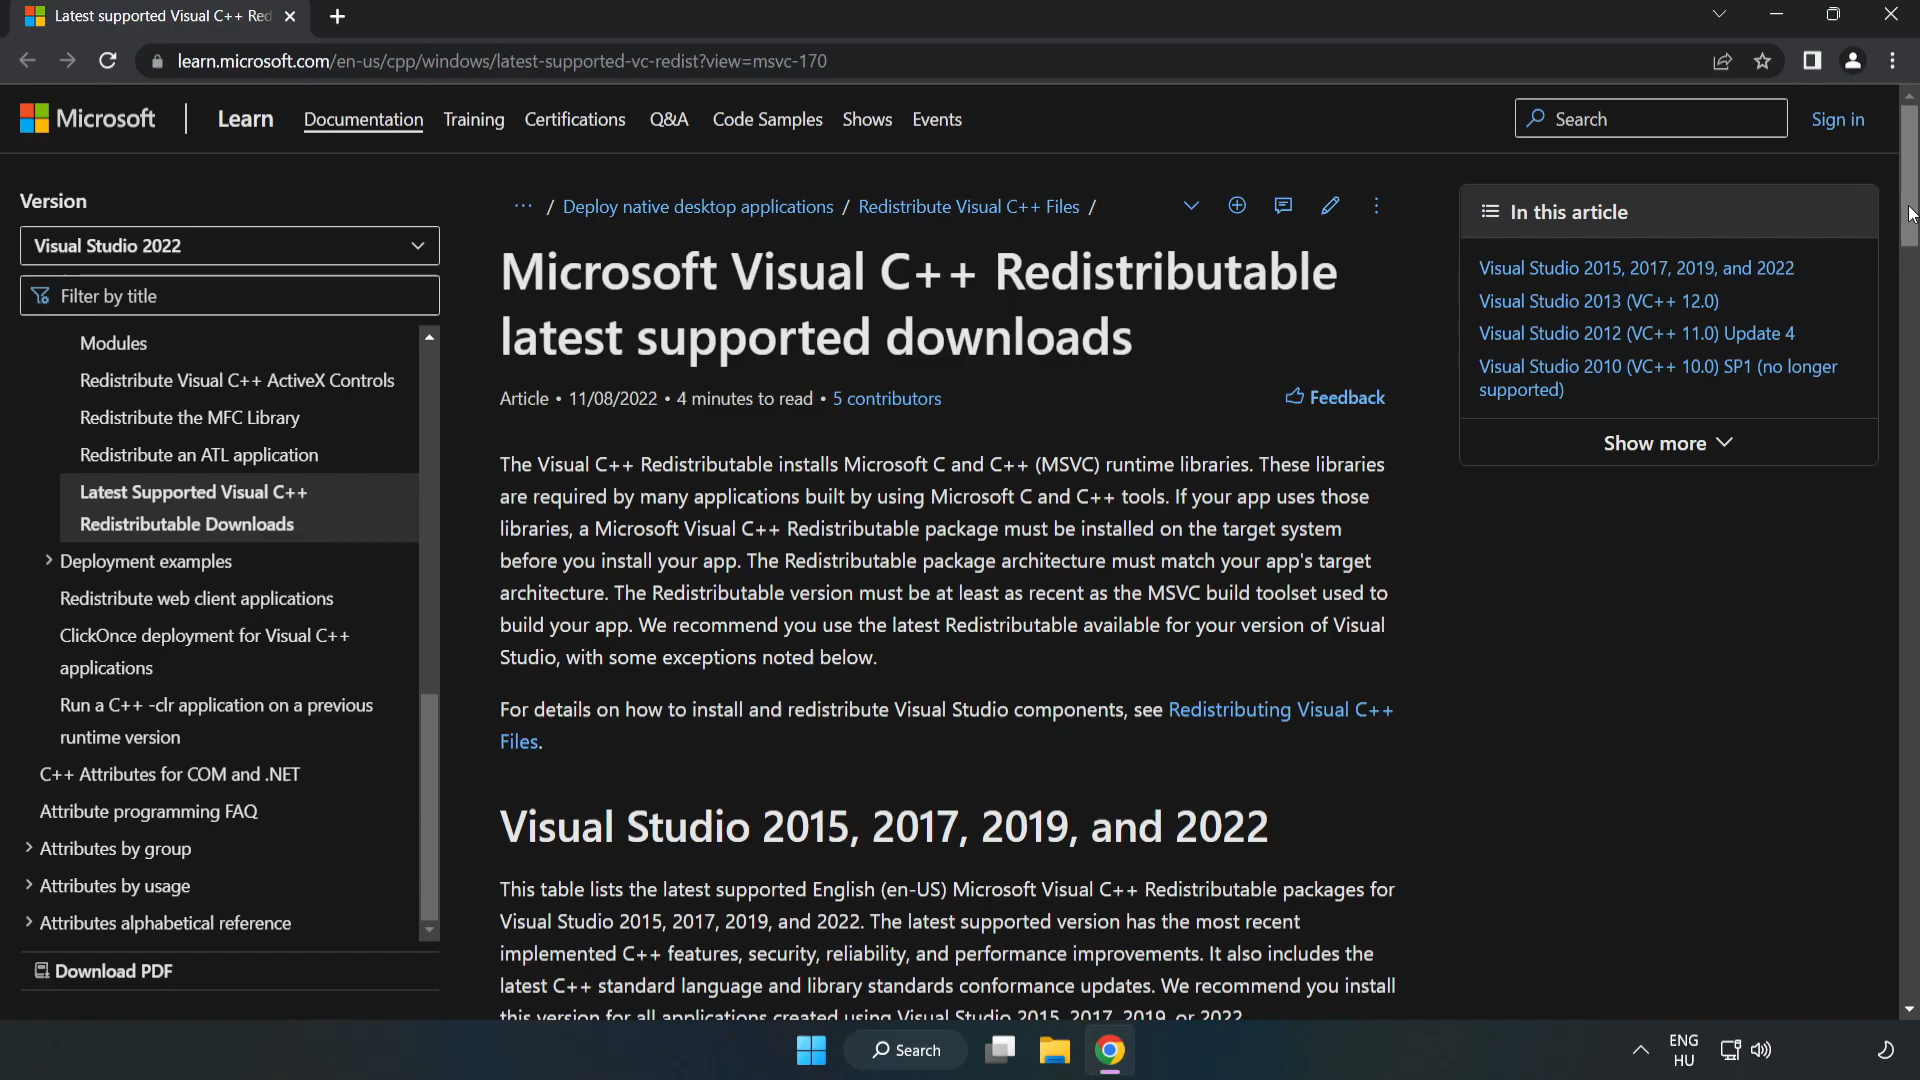 Latest supported Visual C++ Red
learn.microsoft.com/en-us/cpp/windows/latest-supported-vc-redist?view=msvc-170
Microsoft
Learn
Documentation
Training
Certifications
Q&A
Code Samples
Shows
Events
Search
Sign in
Version
Visual Studio 2022
Filter by title
Modules
Redistribute Visual C++ ActiveX Controls
Redistribute the MFC Library
Redistribute an ATL application
Latest Supported Visual C++
Redistributable Downloads
Deployment examples
Redistribute web client applications
ClickOnce deployment for Visual C++
applications
Run a C++ -clr application on a previous
runtime version
C++ Attributes for COM and .NET
Attribute programming FAQ
Attributes by group
Attributes by usage
Attributes alphabetical reference
Download PDF
··· / Deploy native desktop applications / Redistribute Visual C++ Files /
Microsoft Visual C++ Redistributable
latest supported downloads
Article • 11/08/2022 • 4 minutes to read • 5 contributors
Feedback
The Visual C++ Redistributable installs Microsoft C and C++ (MSVC) runtime libraries. These libraries
are required by many applications built by using Microsoft C and C++ tools. If your app uses those
libraries, a Microsoft Visual C++ Redistributable package must be installed on the target system
before you install your app. The Redistributable package architecture must match your app's target
architecture. The Redistributable version must be at least as recent as the MSVC build toolset used to
build your app. We recommend you use the latest Redistributable available for your version of Visual
Studio, with some exceptions noted below.
For details on how to install and redistribute Visual Studio components, see Redistributing Visual C++
Files.
Visual Studio 2015, 2017, 2019, and 2022
This table lists the latest supported English (en-US) Microsoft Visual C++ Redistributable packages for
Visual Studio 2015, 2017, 2019, and 2022. The latest supported version has the most recent
implemented C++ features, security, reliability, and performance improvements. It also includes the
latest C++ standard language and library standards conformance updates. We recommend you install
this version for all applications created using Visual Studio 2015, 2017, 2019, or 2022.
In this article
Visual Studio 2015, 2017, 2019, and 2022
Visual Studio 2013 (VC++ 12.0)
Visual Studio 2012 (VC++ 11.0) Update 4
Visual Studio 2010 (VC++ 10.0) SP1 (no longer
supported)
Show more
Search
ENG
HU